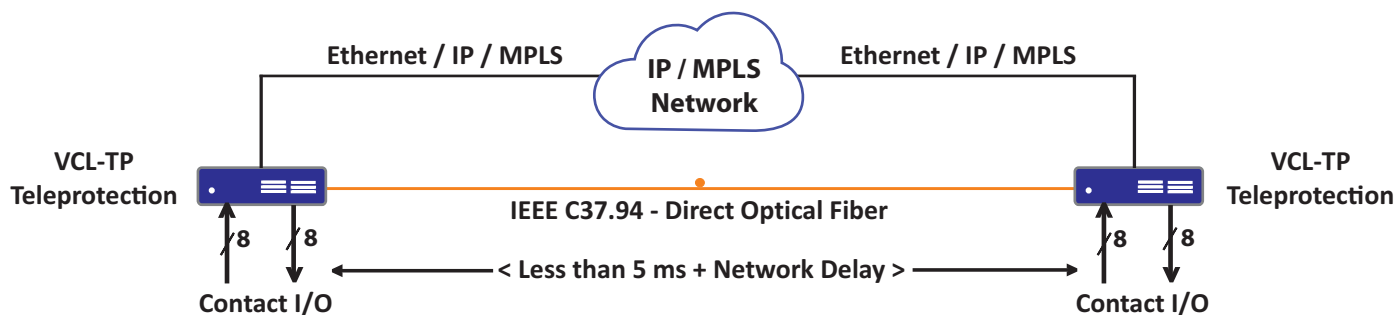 Ethernet / IP / MPLS
IP / MPLS
Network
Ethernet / IP / MPLS
VCL-TP
Teleprotection
VCL-TP
Teleprotection
IEEE C37.94 - Direct Optical Fiber
8
8
8
8
< Less than 5 ms + Network Delay >
Contact I/O
Contact I/O